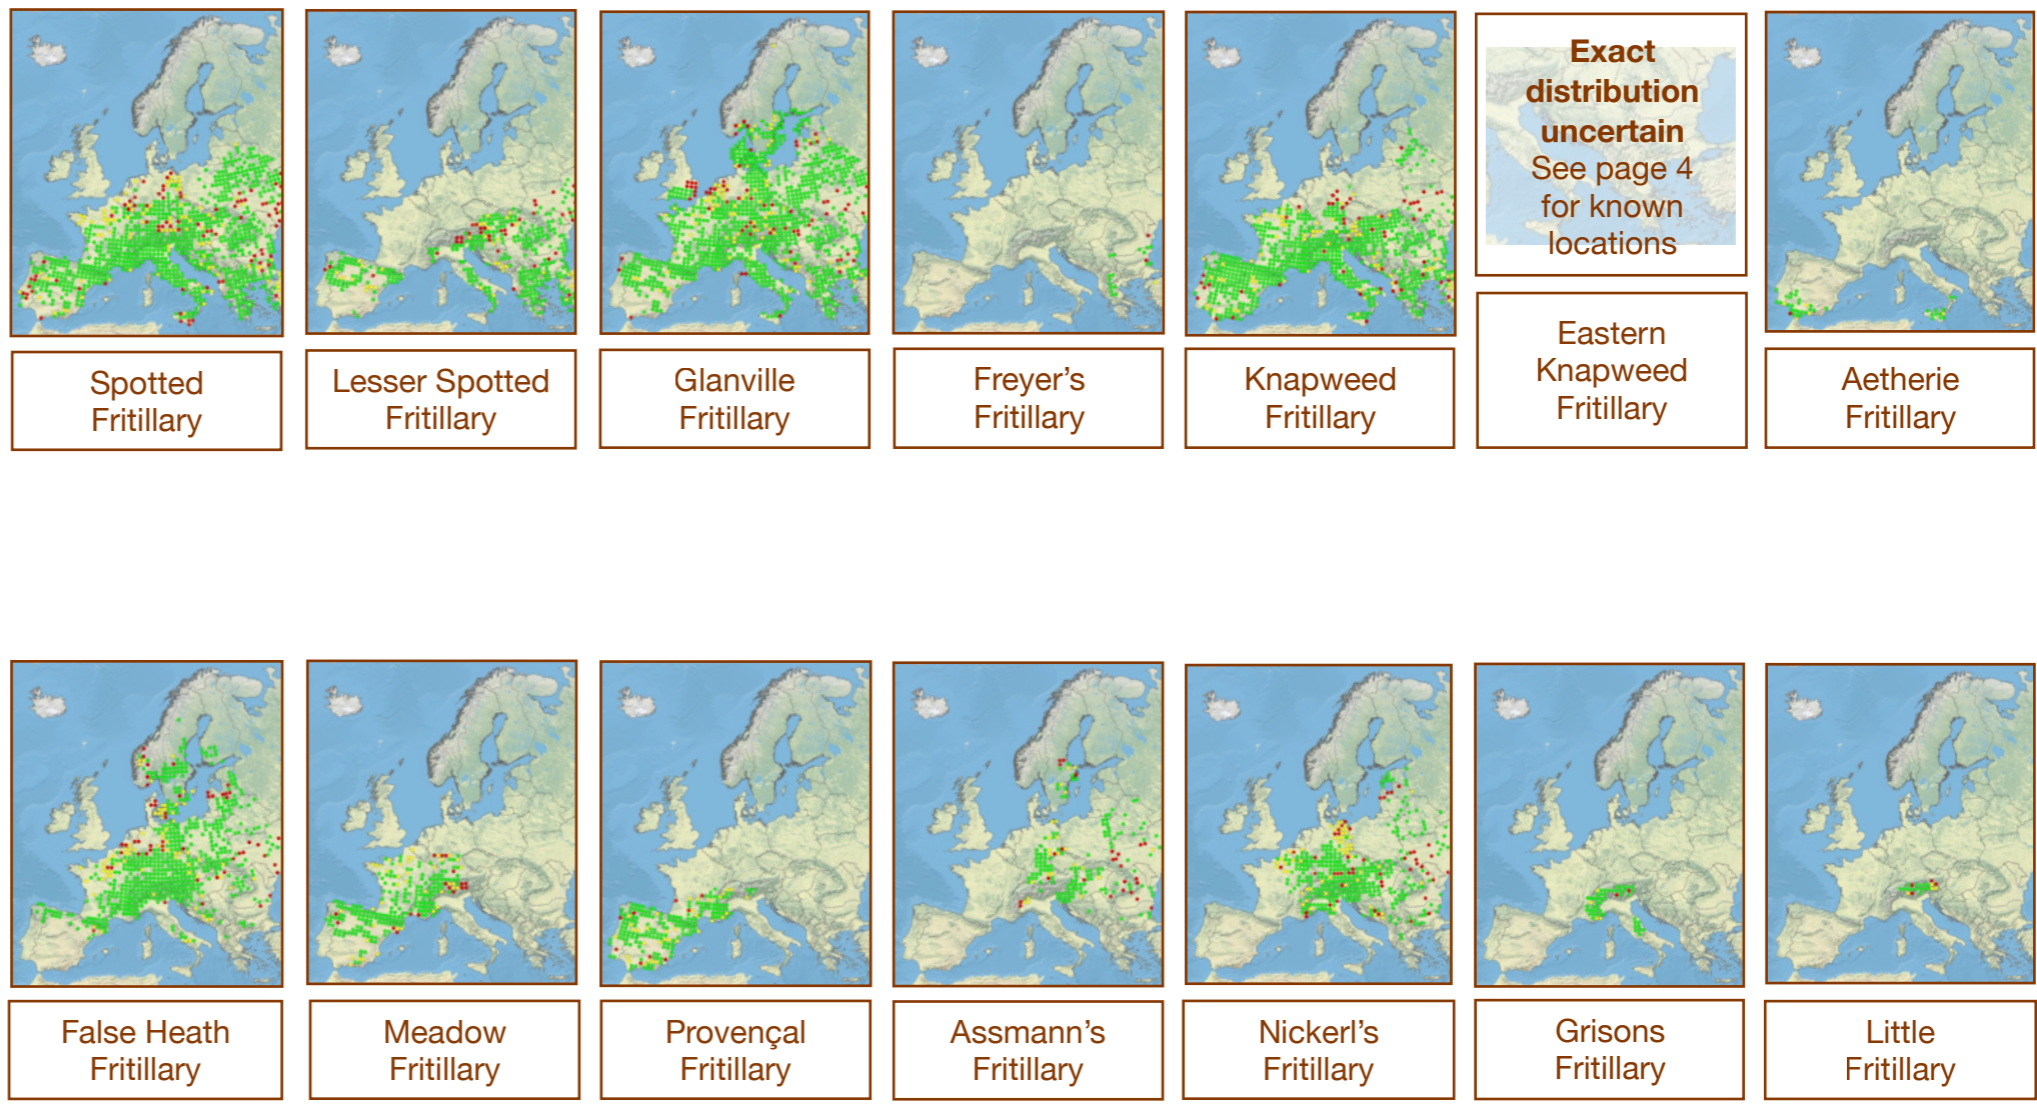 Exact
distribution
uncertain
See page 4
for known
locations
Spotted
Fritillary
Lesser Spotted
Fritillary
Glanville
Fritillary
Freyer’s
Fritillary
Knapweed
Fritillary
Eastern
Knapweed
Fritillary
Aetherie
Fritillary
False Heath
Fritillary
Meadow
Fritillary
Provençal
Fritillary
Assmann’s
Fritillary
Nickerl’s
Fritillary
Grisons
Fritillary
Little
Fritillary